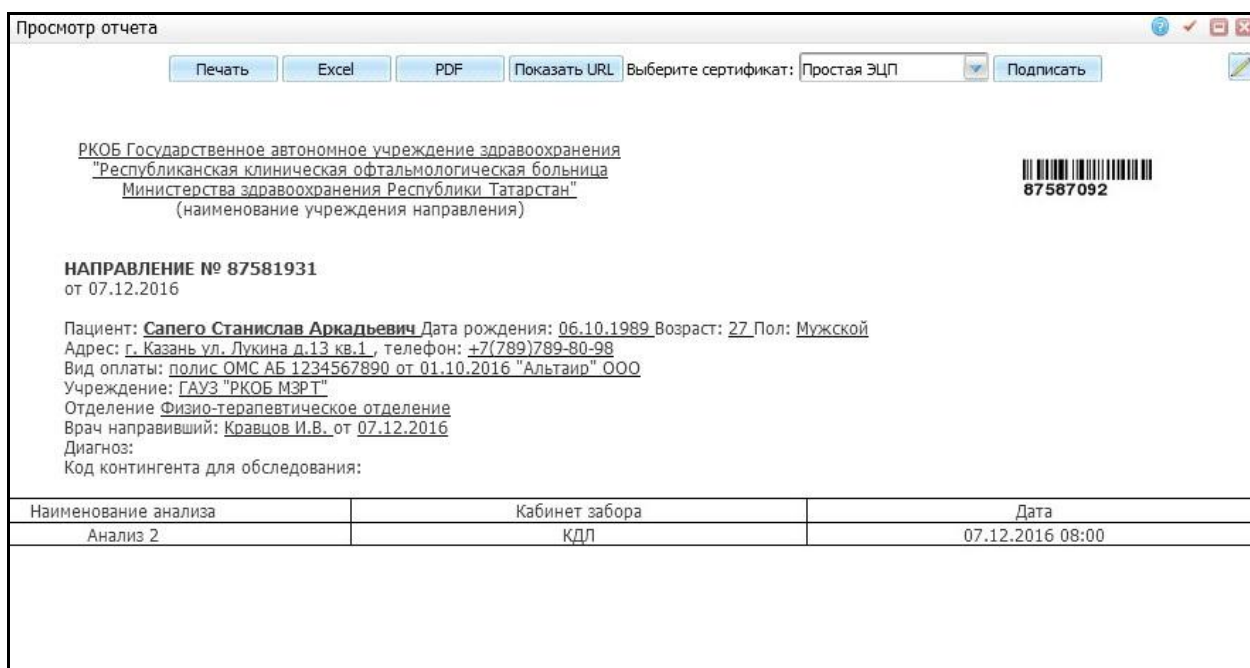 Просмотр отчета
Печать Excel PDF Показать URL Выберите сертификат: Простая ЭЦП Подписать
РКОБ Государственное автономное учреждение здравоохранения
"Республиканская клиническая офтальмологическая больница
Министерства здравоохранения Республики Татарстан"
(наименование учреждения направления)
87587092
НАПРАВЛЕНИЕ № 87581931
от 07.12.2016
Пациент: Сапего Станислав Аркадьевич Дата рождения: 06.10.1989 Возраст: 27 Пол: Мужской
Адрес: г. Казань ул. Лукина д.13 кв.1 , телефон: +7(789)789-80-98
Вид оплаты: полис ОМС АБ 1234567890 от 01.10.2016 "Альтаир" ООО
Учреждение: ГАУЗ "РКОБ МЗРТ"
Отделение Физио-терапевтическое отделение
Врач направивший: Кравцов И.В. от 07.12.2016
Диагноз:
Код контингента для обследования:
Наименование анализа Кабинет забора Дата
Анализ 2 КДЛ 07.12.2016 08:00